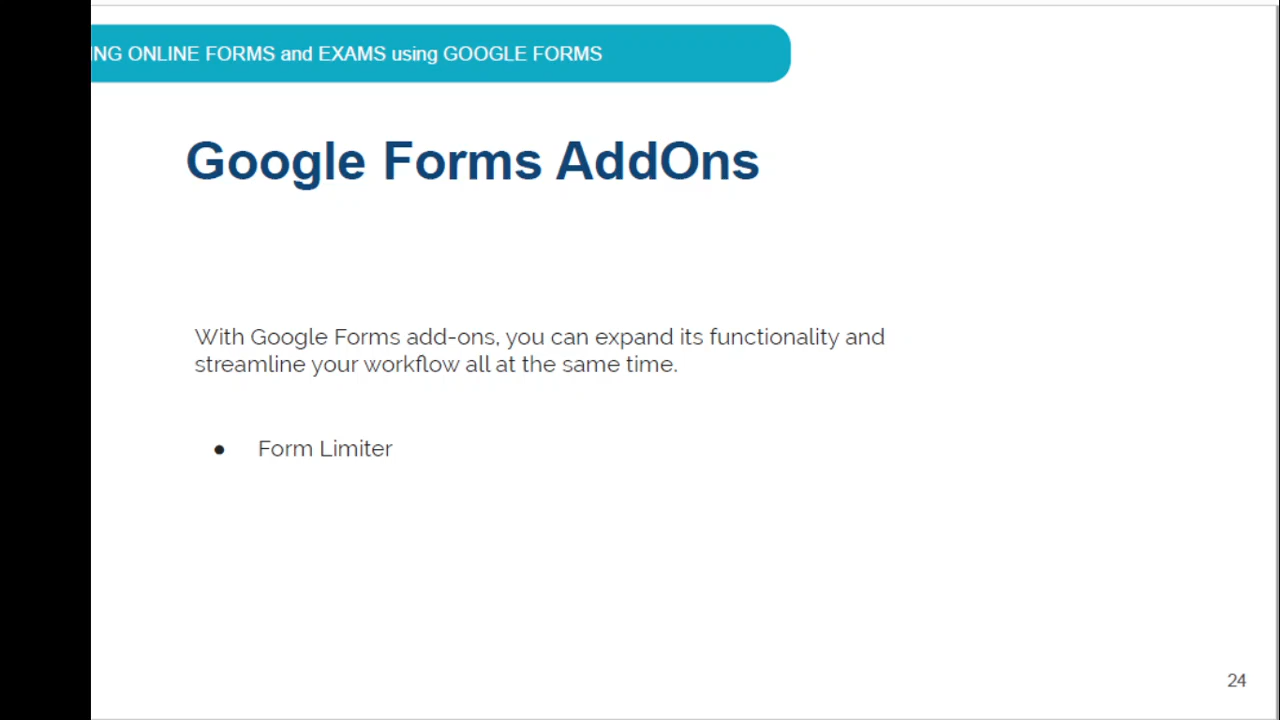 ONLINE FORMS and EXAMS using GOOGLE FORMS
Google Forms AddOns
With Google Forms add-ons, you can expand its functionality and
streamline your workflow all at the same time.
● Form Limiter
24